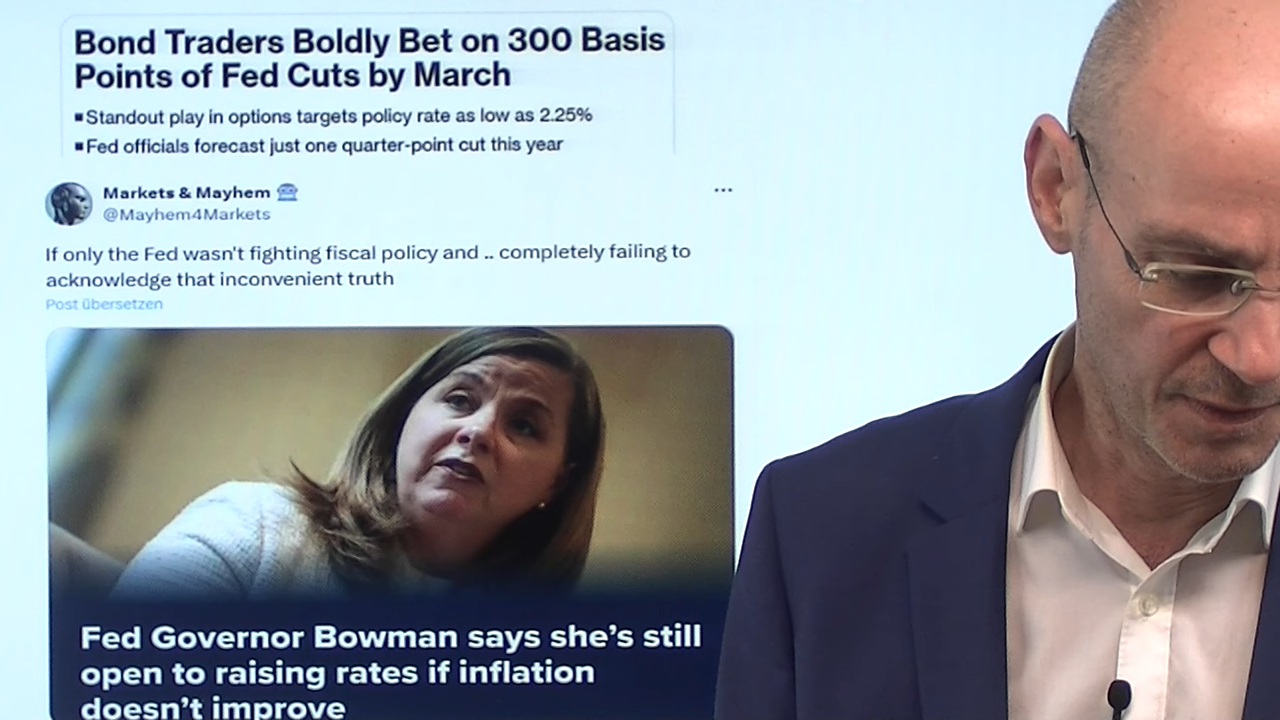 Bond Traders Boldly Bet on 300 Basis
Points of Fed Cuts by March
▪Standout play in options targets policy rate as low as 2.25%
▪Fed officials forecast just one quarter-point cut this year
Markets & Mayhem
...
@Mayhem4Markets
If only the Fed wasn't fighting fiscal policy and .. completely failing to
acknowledge that inconvenient truth
Post übersetzen
Fed Governor Bowman says she's still
open to raising rates if inflation
doesn't improve